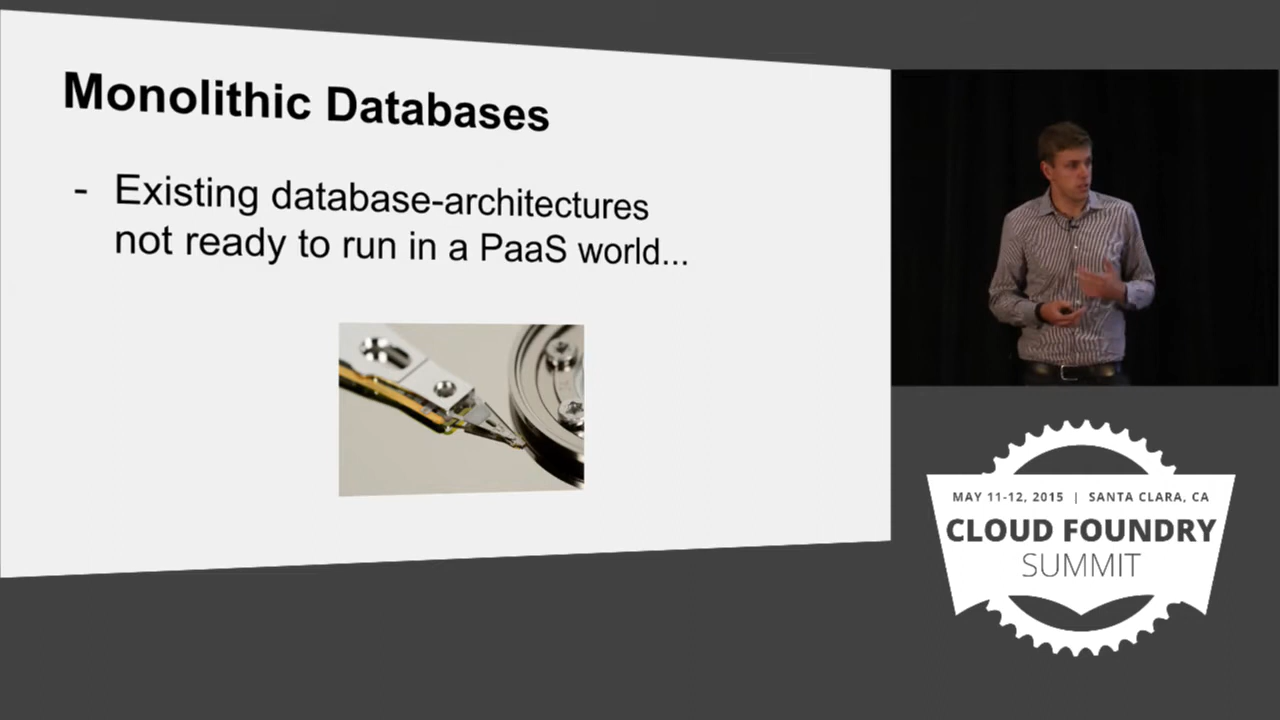 Monolithic Databases
- Existing database-architectures
not ready to run in a PaaS world...
MAY 11-12, 2015 | SANTA CLARA, CA
CLOUD FOUNDRY
SUMMIT